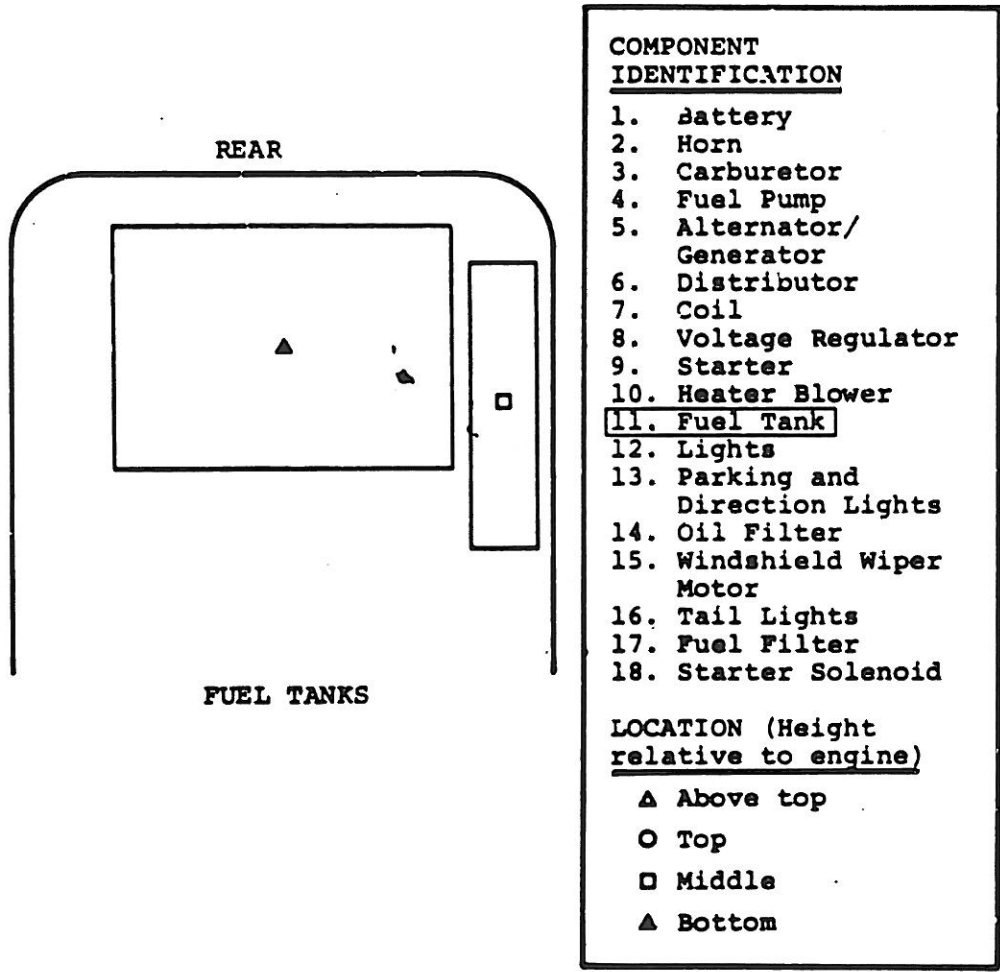 REAR
FUEL TANKS
COMPONENT
IDENTIFICATION
1. Battery
2. Horn
3. Carburetor
4. Fuel Pump
5. Alternator/
Generator
6. Distributor
7. Coil
8. Voltage Regulator
9. Starter
10. Heater Blower
11. Fuel Tank
12. Lights
13. Parking and
Direction Lights
14. Oil Filter
15. Windshield Wiper
Motor
16. Tail Lights
17. Fuel Filter
18. Starter Solenoid
LOCATION (Height
relative to engine)
Above top
Top
Middle
Bottom